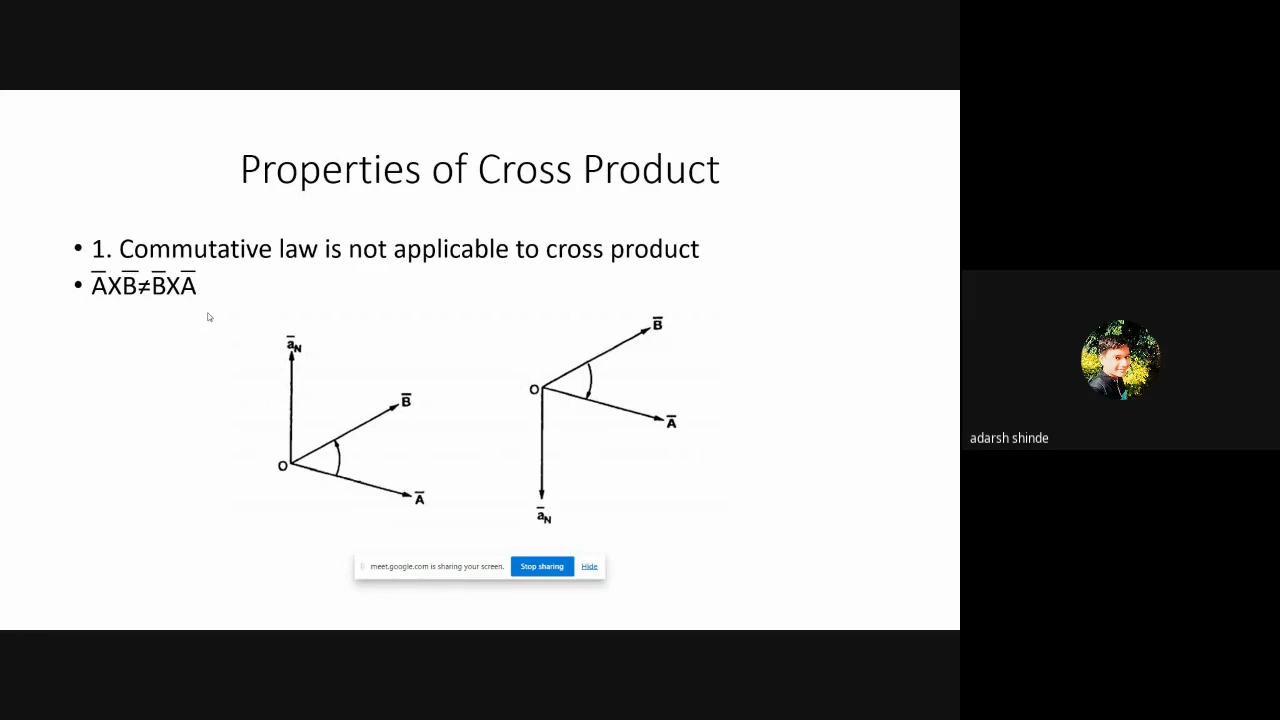 Properties of Cross Product
• 1. Commutative law is not applicable to cross product
• A̅XB̅≠B̅XA̅
a̅N
B̅
O
A̅
B̅
O
A̅
a̅N
meet.google.com is sharing your screen. Stop sharing Hide
adarsh shinde